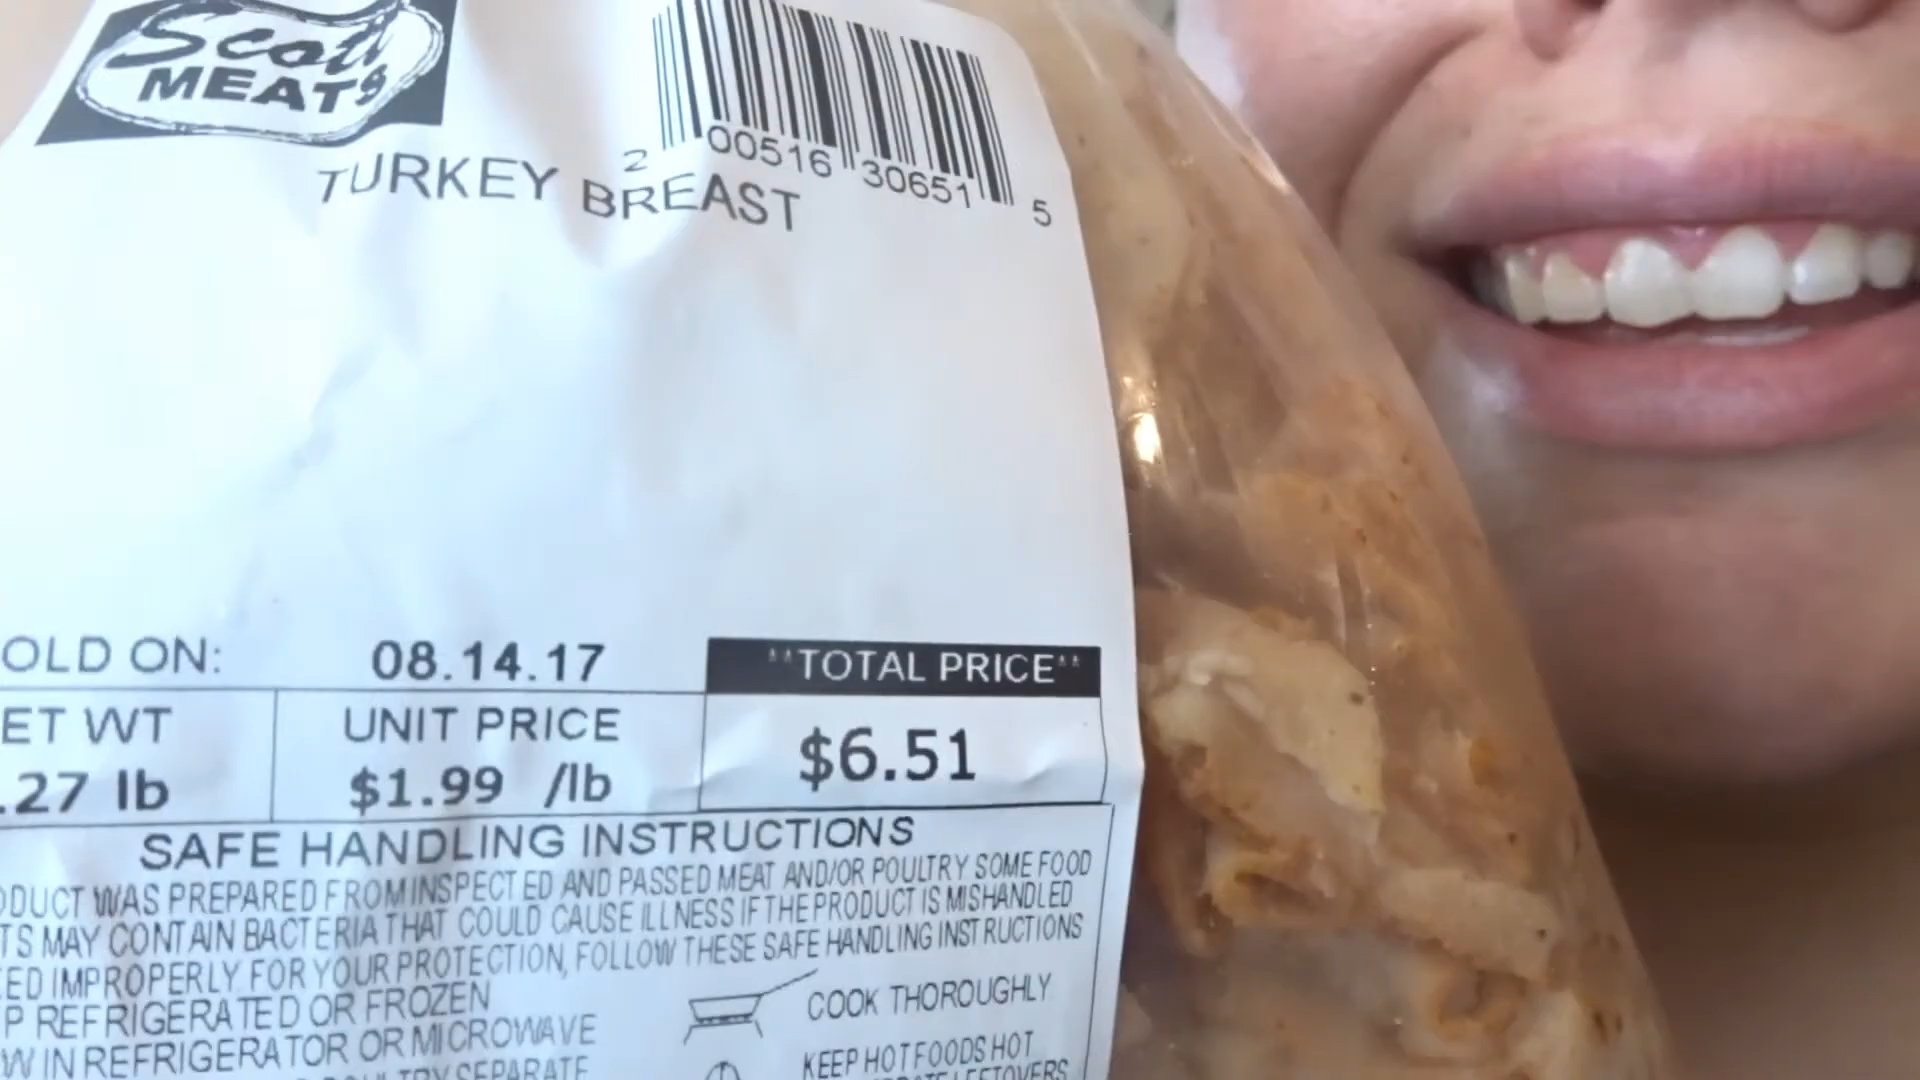 Scott
MEATS
2 00516 30651 5
TURKEY BREAST
OLD ON: 08.14.17 **TOTAL PRICE**
ET WT UNIT PRICE $6.51
.27 lb $1.99 /lb
SAFE HANDLING INSTRUCTIONS
ODUCT WAS PREPARED FROM INSPECTED AND PASSED MEAT AND/OR POULTRY SOME FOOD
TS MAY CONTAIN BACTERIA THAT COULD CAUSE ILLNESS IF THE PRODUCT IS MISHANDLED
ED IMPROPERLY. FOR YOUR PROTECTION, FOLLOW THESE SAFE HANDLING INSTRUCTIONS
P REFRIGERATED OR FROZEN
W IN REFRIGERATOR OR MICROWAVE
POULTRY SEPARATE
COOK THOROUGHLY
KEEP HOT FOODS HOT
LEFTOVERS